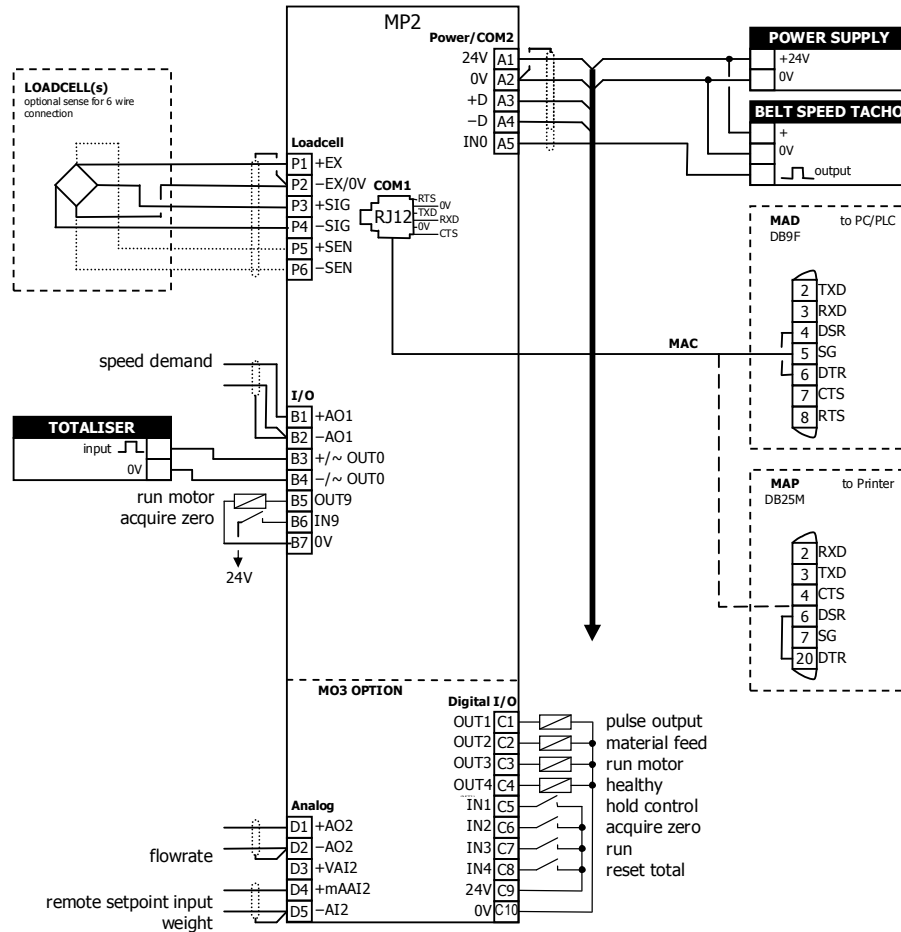 MP2
Power/COM2
24V A1
0V A2
+D A3
−D A4
IN0 A5
POWER SUPPLY
+24V
0V
BELT SPEED TACHO
+
0V
output
LOADCELL(s)
optional sense for 6 wire
connection
Loadcell
P1 +EX
P2 −EX/0V
P3 +SIG
P4 −SIG
P5 +SEN
P6 −SEN
COM1
RJ12
RTS
0V
TXD
RXD
0V
CTS
MAC
MAD to PC/PLC
DB9F
2 TXD
3 RXD
4 DSR
5 SG
6 DTR
7 CTS
8 RTS
speed demand
I/O
B1 +AO1
B2 −AO1
B3 +/~ OUT0
B4 −/~ OUT0
B5 OUT9
B6 IN9
B7 0V
TOTALISER
input
0V
run motor
acquire zero
24V
MAP to Printer
DB25M
2 RXD
3 TXD
4 CTS
6 DSR
7 SG
20 DTR
MO3 OPTION
Digital I/O
OUT1 C1 pulse output
OUT2 C2 material feed
OUT3 C3 run motor
OUT4 C4 healthy
IN1 C5 hold control
IN2 C6 acquire zero
IN3 C7 run
IN4 C8 reset total
24V C9
0V C10
Analog
D1 +AO2
D2 −AO2
D3 +VAI2
D4 +mAAI2
D5 −AI2
flowrate
remote setpoint input
weight